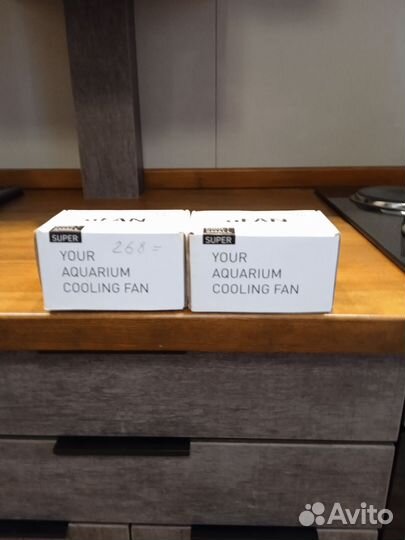 SUPER
268=
YOUR
AQUARIUM
COOLING FAN
SUPER
YOUR
AQUARIUM
COOLING FAN
Avito